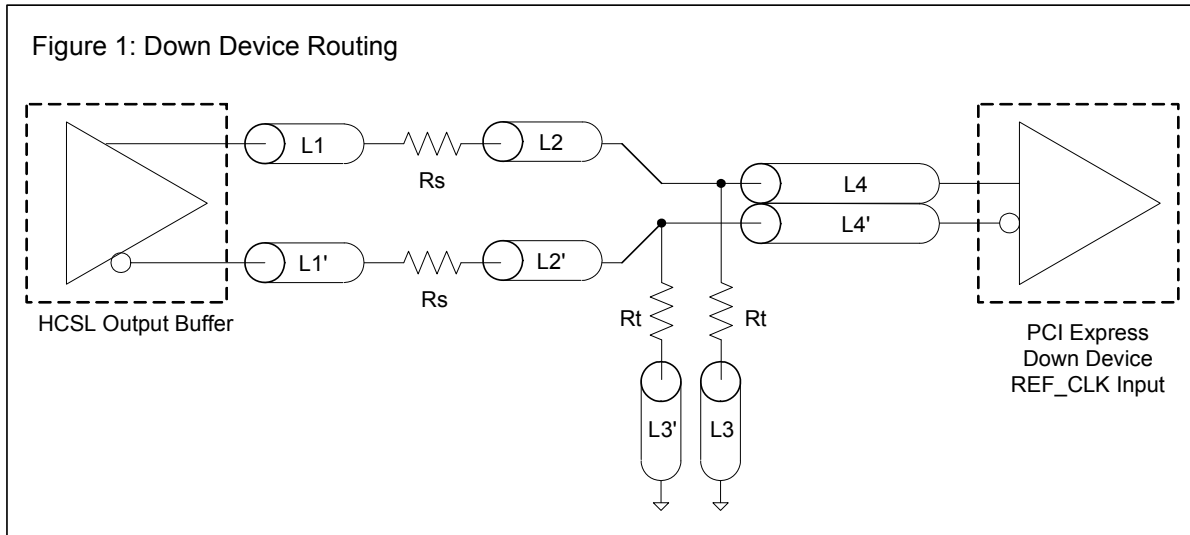 Figure 1: Down Device Routing
L1
Rs
L2
L4
L4'
L1'
Rs
L2'
HCSL Output Buffer
Rt
Rt
L3'
L3
PCI Express
Down Device
REF_CLK Input